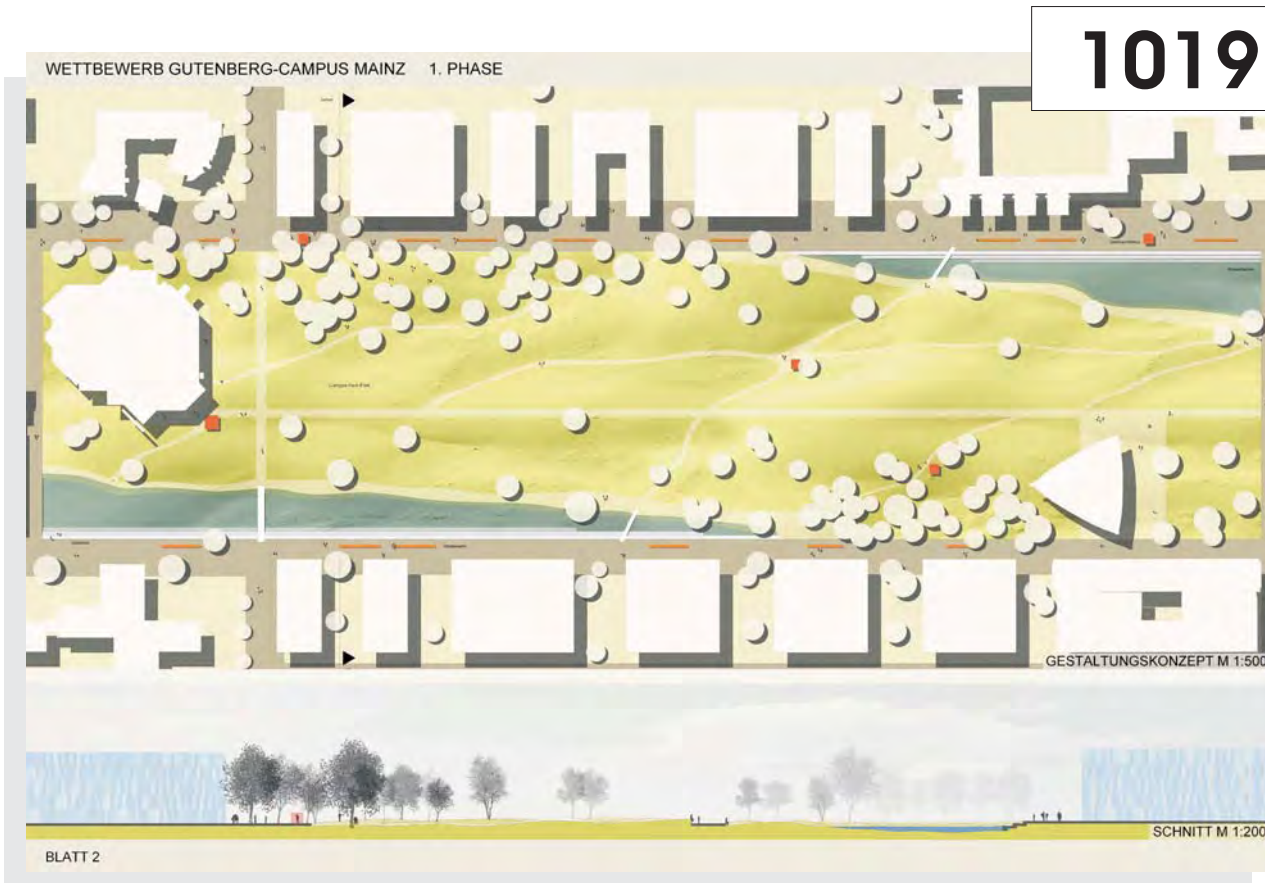 1019
WETTBEWERB GUTENBERG-CAMPUS MAINZ 1. PHASE
GESTALTUNGSKONZEPT M 1:500
SCHNITT M 1:200
BLATT 2